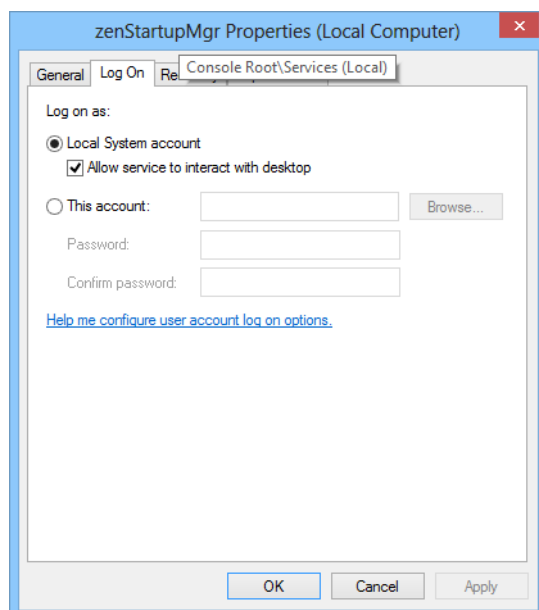 zenStartupMgr Properties (Local Computer)
General Log On Re
Console Root\Services (Local)
Log on as:
Local System account
Allow service to interact with desktop
This account:
Browse...
Password:
Confirm password:
Help me configure user account log on options.
OK Cancel Apply